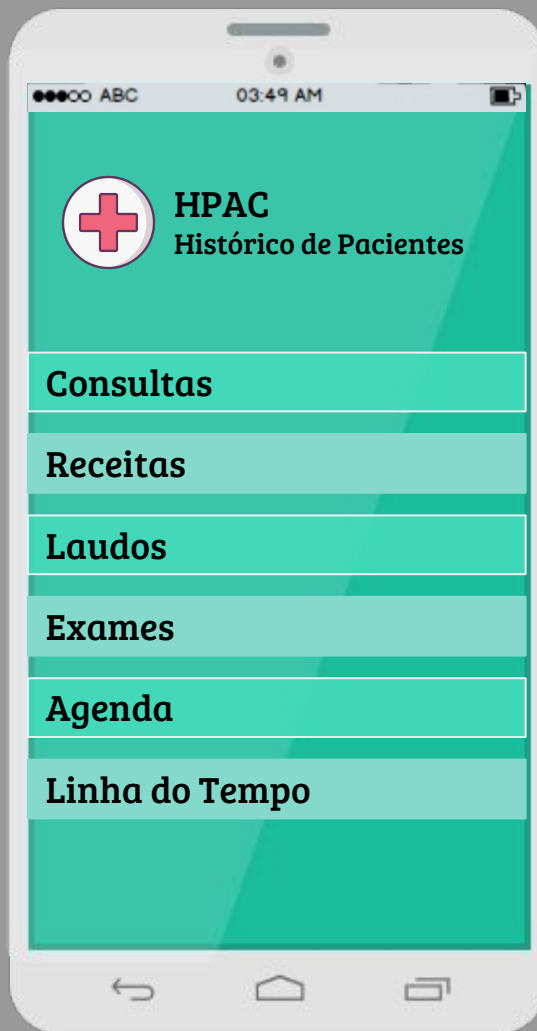 ABC 03:49 AM
HPAC
Histórico de Pacientes
Consultas
Receitas
Laudos
Exames
Agenda
Linha do Tempo